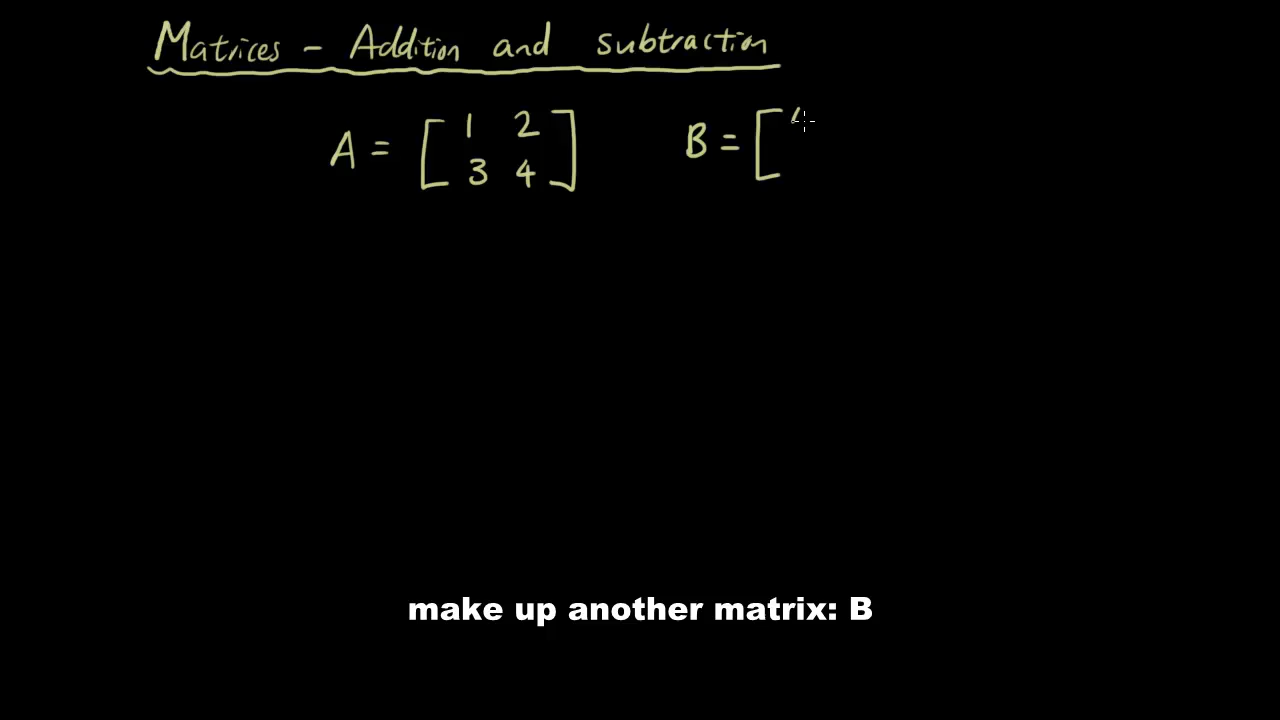 Matrices - Addition and subtraction
A = [ 1 2
3 4 ]
B = [
make up another matrix: B